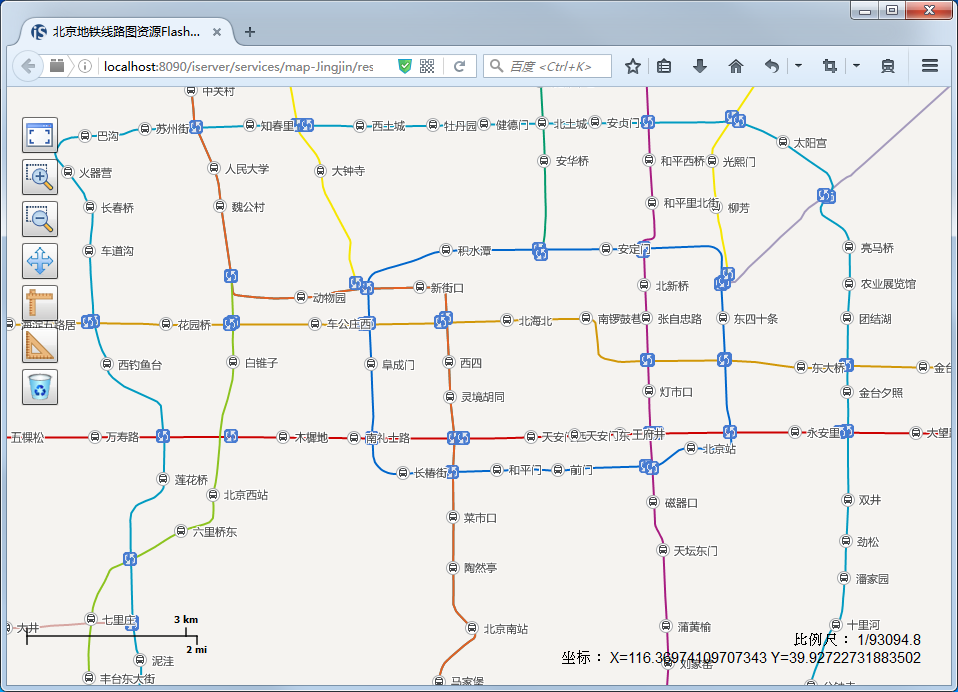 北京地铁线路图资源Flash...
localhost:8090/iserver/services/map-Jingjin/res
百度 <Ctrl+K>
中关村
巴沟
苏州街
知春里
西土城
牡丹园
健德门
北土城
安贞门
太阳宫
火器营
人民大学
大钟寺
安华桥
和平西桥
光熙门
长春桥
魏公村
和平里北街
柳芳
车道沟
积水潭
安定门
亮马桥
动物园
新街口
北新桥
农业展览馆
海淀五路居
花园桥
车公庄西
北海北
南锣鼓巷
张自忠路
东四十条
团结湖
西钓鱼台
白锥子
阜成门
西四
东大桥
金台
灵境胡同
灯市口
金台夕照
五棵松
万寿路
木樨地
南礼士路
天安门
天安门东
王府井
永安里
大望路
北京站
长椿街
和平门
前门
莲花桥
北京西站
磁器口
双井
菜市口
六里桥东
劲松
天坛东门
陶然亭
潘家园
大井
七里庄
3 km
2 mi
北京南站
蒲黄榆
十里河
比例尺： 1/93094.8
坐标： X=116.36974109707343 Y=39.92722731883502
泥洼
刘家窑
丰台东大街
马家堡
分钟寺